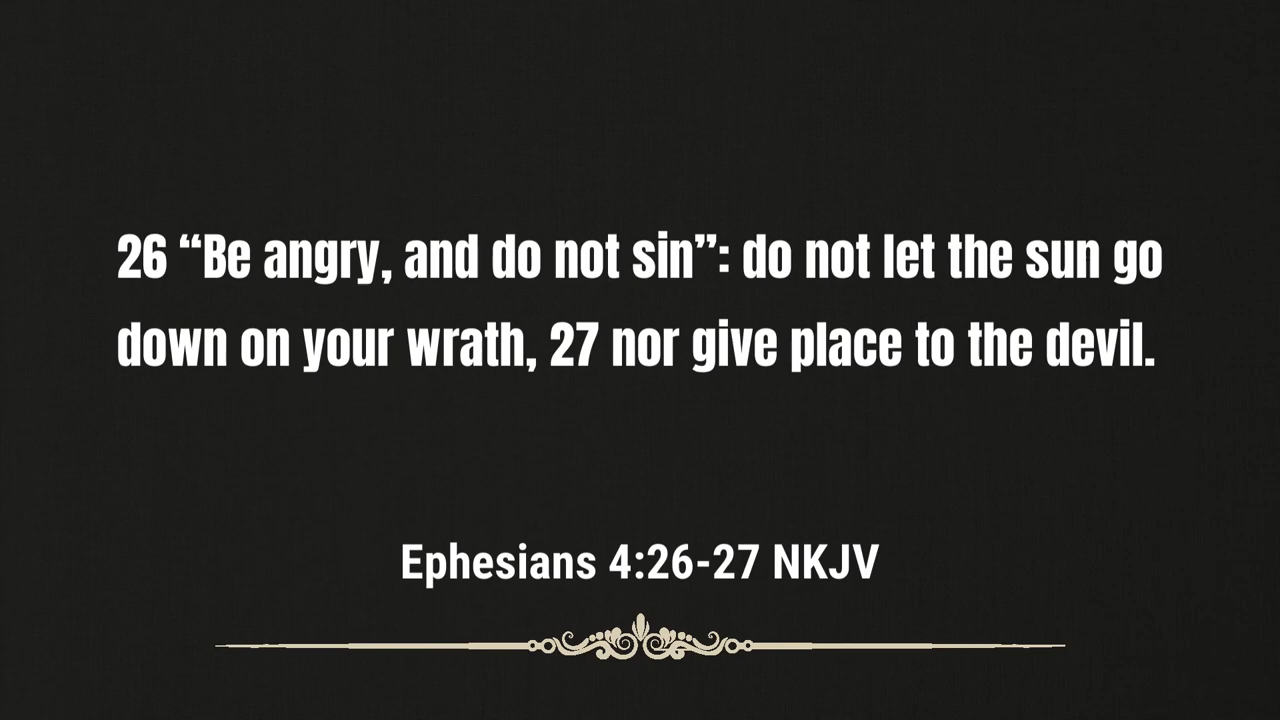 26 “Be angry, and do not sin”: do not let the sun go
down on your wrath, 27 nor give place to the devil.
Ephesians 4:26-27 NKJV